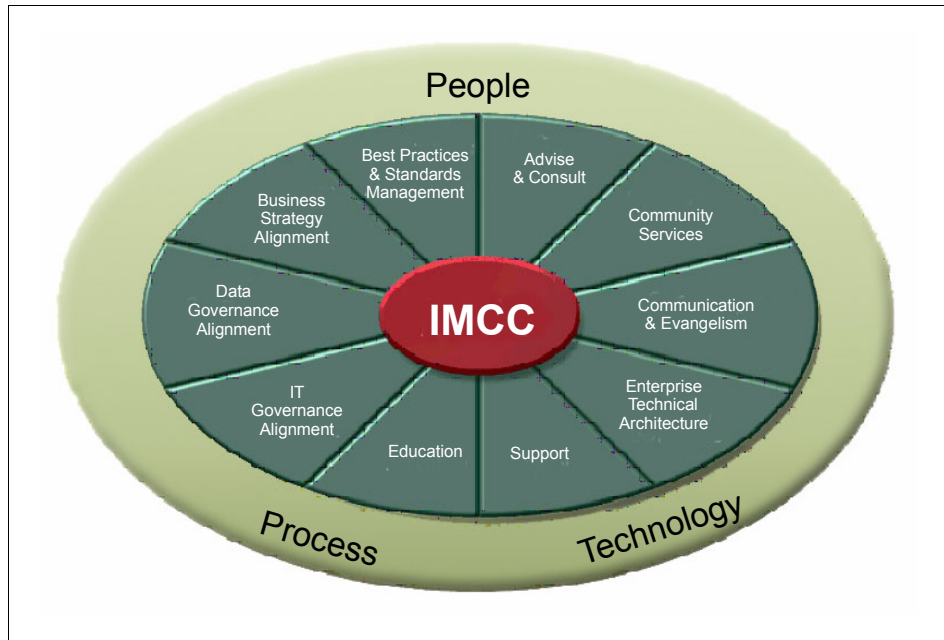 People
Best Practices
& Standards
Management
Advise
& Consult
Business
Strategy
Alignment
Community
Services
Data
Governance
Alignment
IMCC
Communication
& Evangelism
IT
Governance
Alignment
Enterprise
Technical
Architecture
Education
Support
Process
Technology